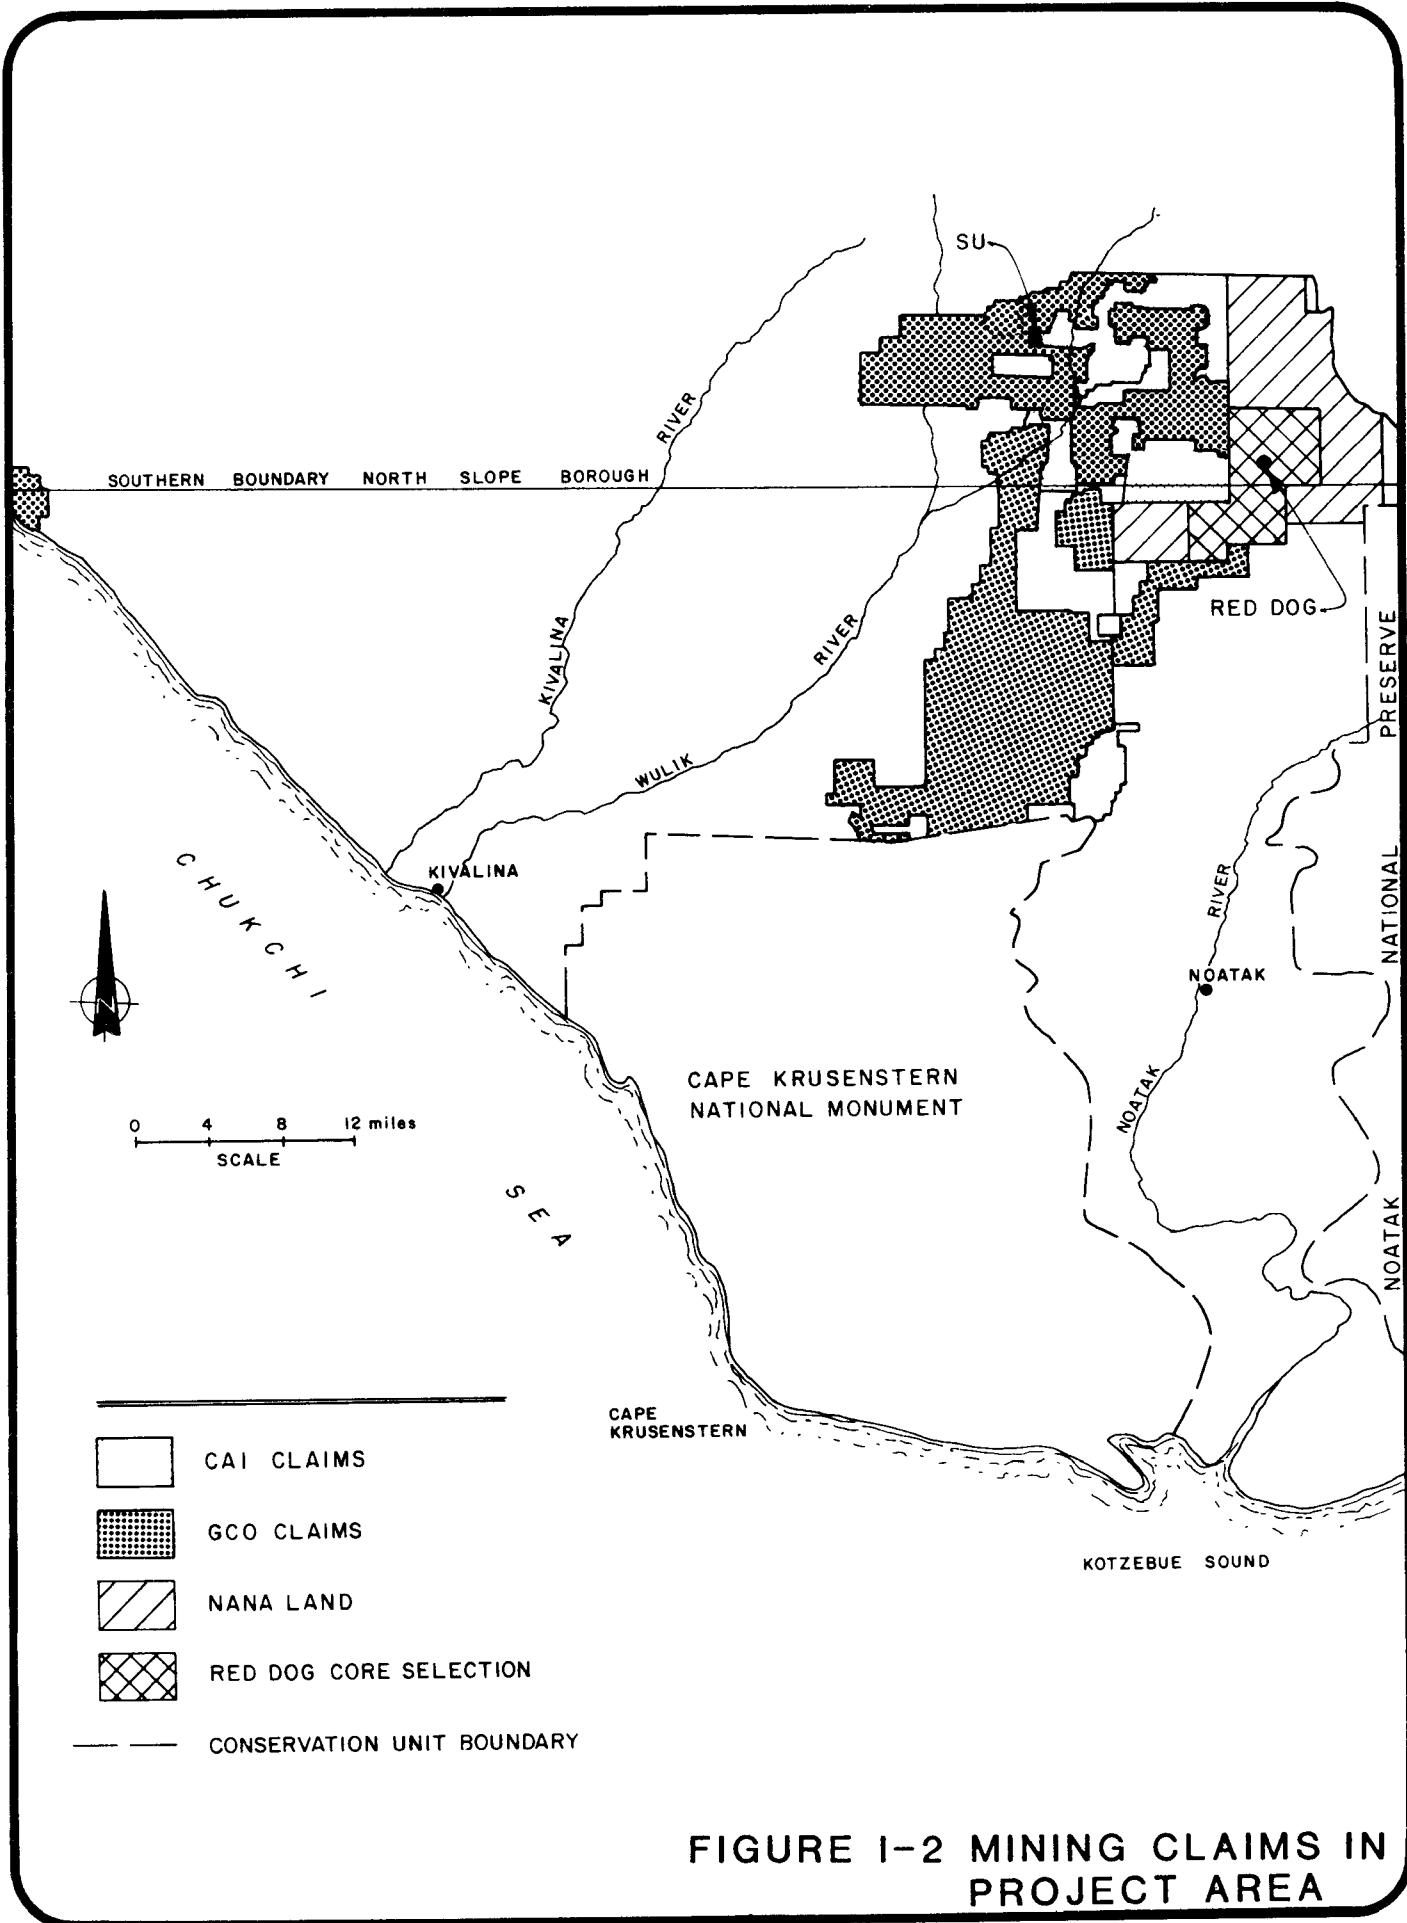 SU
RIVER
SOUTHERN BOUNDARY NORTH SLOPE BOROUGH
RED DOG
KIVALINA
RIVER
PRESERVE
WULIK
KIVALINA
CHUKCHI
RIVER
NATIONAL
NOATAK
N
CAPE KRUSENSTERN
NATIONAL MONUMENT
NOATAK
0 4 8 12 miles
SCALE
SEA
NOATAK
CAPE
KRUSENSTERN
CAI CLAIMS
GCO CLAIMS
KOTZEBUE SOUND
NANA LAND
RED DOG CORE SELECTION
CONSERVATION UNIT BOUNDARY
FIGURE I-2 MINING CLAIMS IN
PROJECT AREA